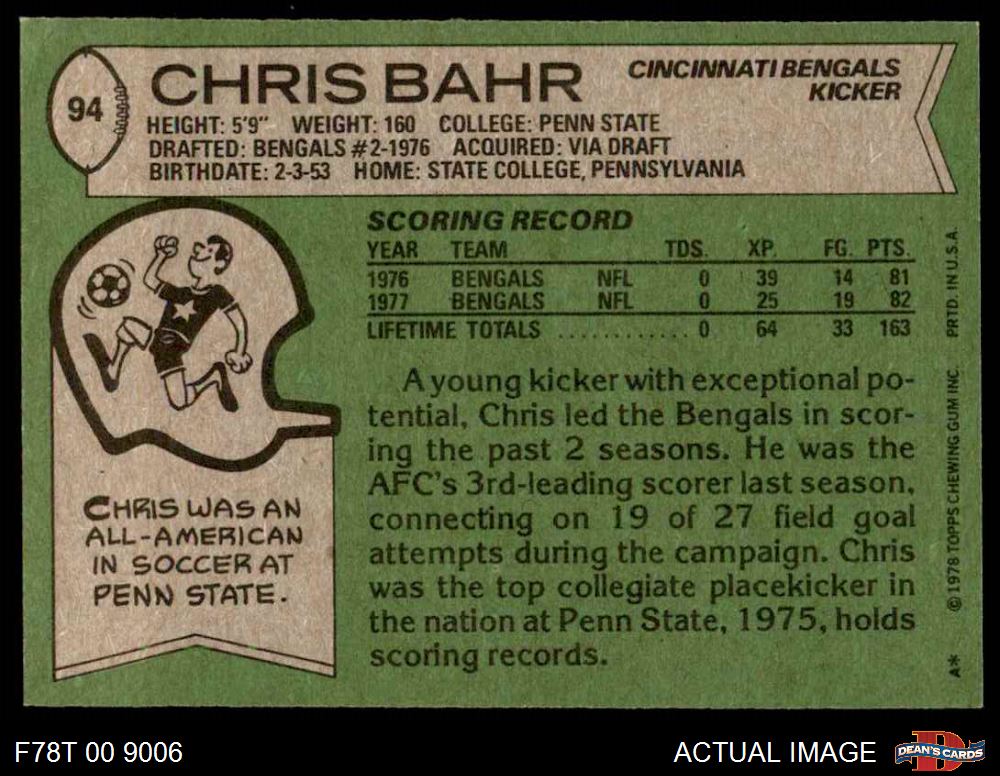 94
CHRIS BAHR
CINCINNATI BENGALS
KICKER
HEIGHT: 5'9" WEIGHT: 160 COLLEGE: PENN STATE
DRAFTED: BENGALS #2-1976 ACQUIRED: VIA DRAFT
BIRTHDATE: 2-3-53 HOME: STATE COLLEGE, PENNSYLVANIA
SCORING RECORD
YEAR TEAM TDS. XP. FG. PTS.
1976 BENGALS NFL 0 39 14 81
1977 BENGALS NFL 0 25 19 82
LIFETIME TOTALS ............ 0 64 33 163
A young kicker with exceptional po-
tential, Chris led the Bengals in scor-
ing the past 2 seasons. He was the
AFC's 3rd-leading scorer last season,
connecting on 19 of 27 field goal
attempts during the campaign. Chris
was the top collegiate placekicker in
the nation at Penn State, 1975, holds
scoring records.
CHRIS WAS AN
ALL-AMERICAN
IN SOCCER AT
PENN STATE.
A* © 1978 TOPPS CHEWING GUM INC. PRTD. IN U.S.A.
F78T 00 9006
ACTUAL IMAGE
D
DEAN'S CARDS